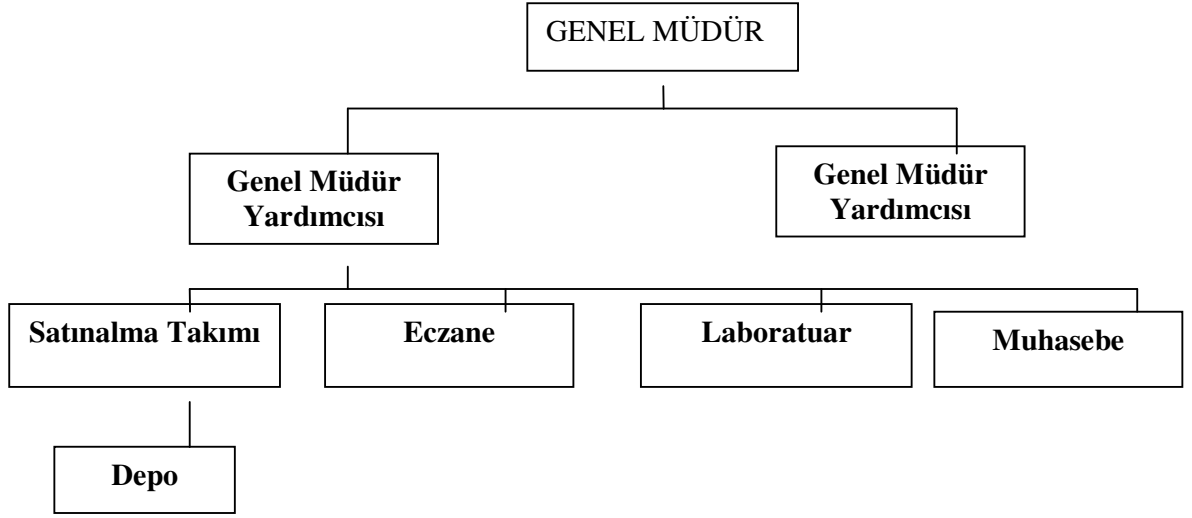 GENEL MÜDÜR
Genel Müdür
Yardımcısı
Genel Müdür
Yardımcısı
Satınalma Takımı
Eczane
Laboratuar
Muhasebe
Depo